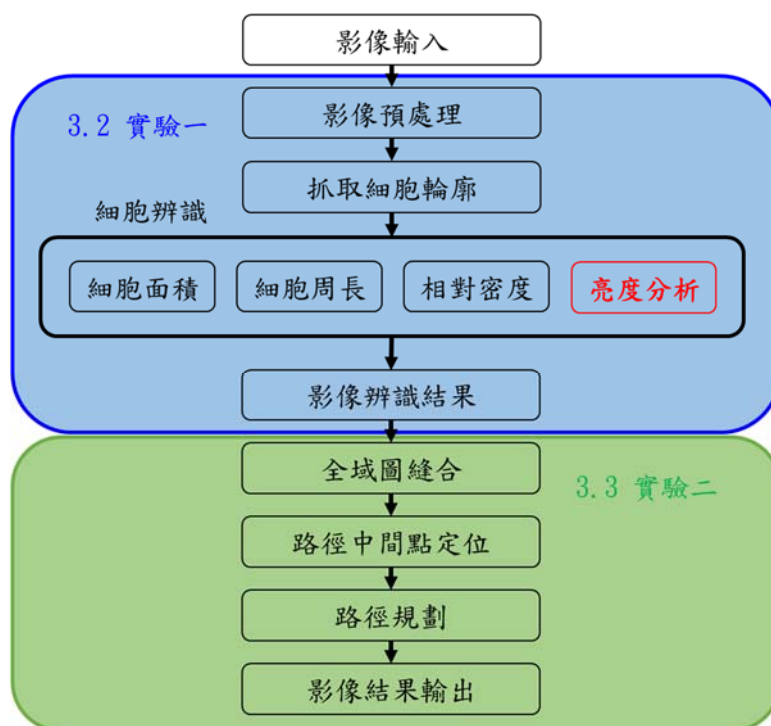 影像輸入
3.2 實驗一
影像預處理
抓取細胞輪廓
細胞辨識
細胞面積
細胞周長
相對密度
亮度分析
影像辨識結果
全域圖縫合
3.3 實驗二
路徑中間點定位
路徑規劃
影像結果輸出